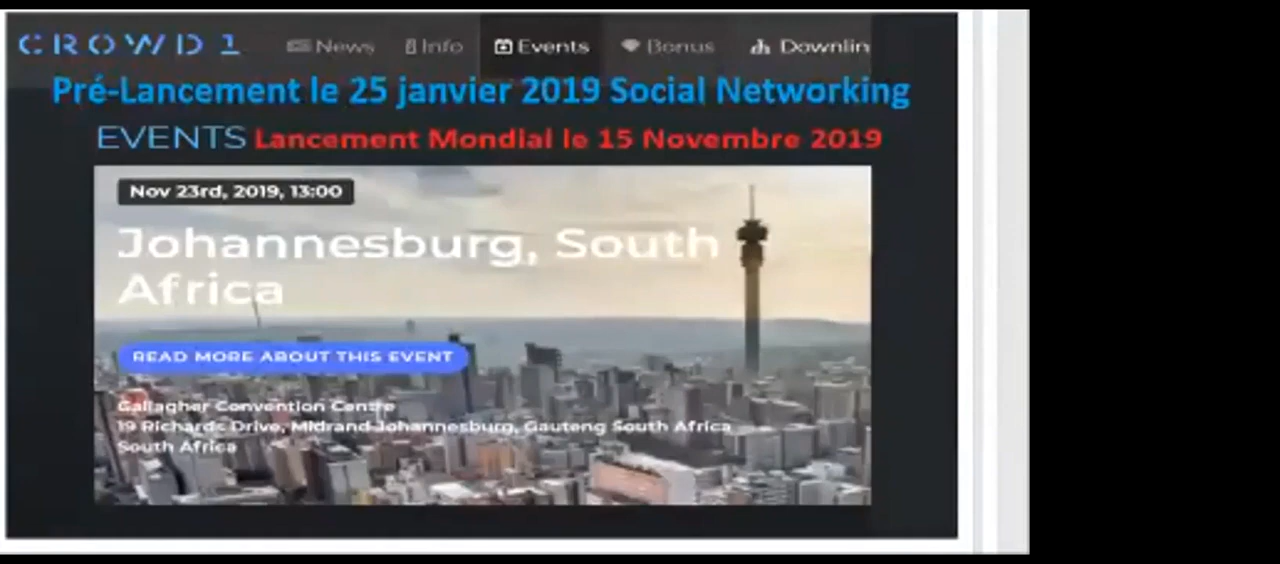 CROWD1 News Info Events Bonus Downlin
Pré-Lancement le 25 janvier 2019 Social Networking
EVENTS Lancement Mondial le 15 Novembre 2019
Nov 23rd, 2019, 13:00
Johannesburg, South
Africa
READ MORE ABOUT THIS EVENT
Gallagher Convention Centre
19 Richards Drive, Midrand Johannesburg, Gauteng South Africa
South Africa